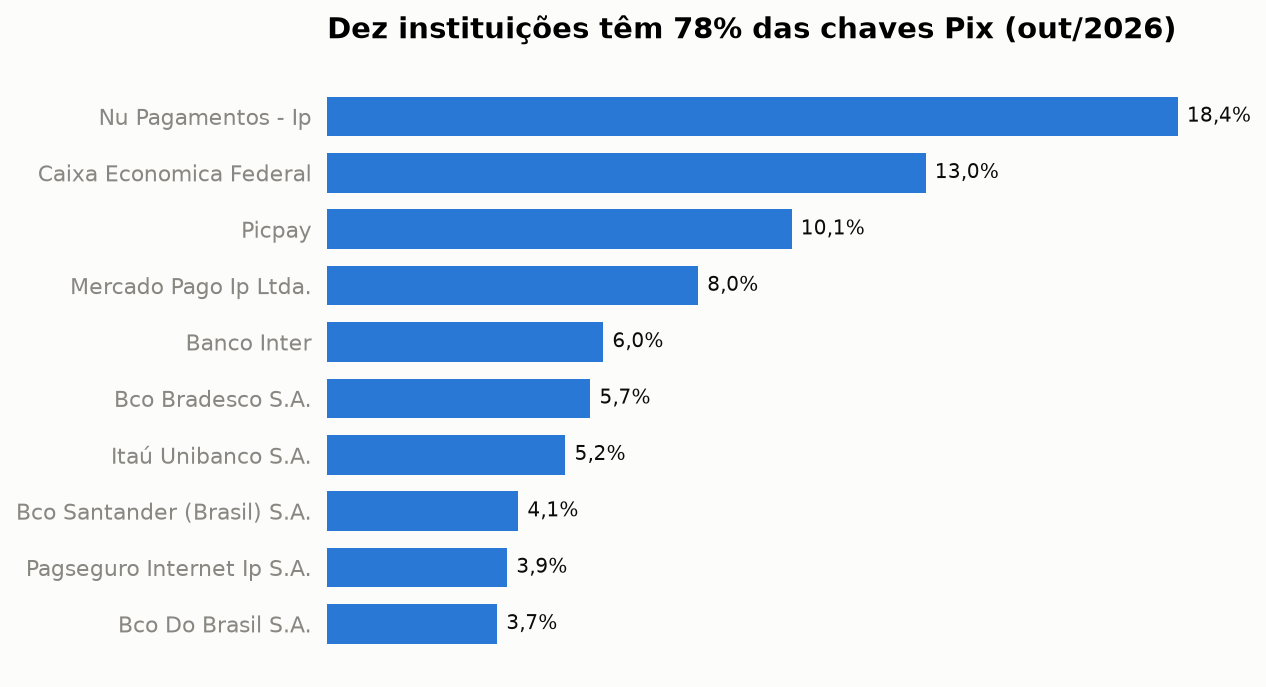 Dez instituições têm 78% das chaves Pix (out/2026)
Nu Pagamentos - Ip 18,4%
Caixa Economica Federal 13,0%
Picpay 10,1%
Mercado Pago Ip Ltda. 8,0%
Banco Inter 6,0%
Bco Bradesco S.A. 5,7%
Itaú Unibanco S.A. 5,2%
Bco Santander (Brasil) S.A. 4,1%
Pagseguro Internet Ip S.A. 3,9%
Bco Do Brasil S.A. 3,7%